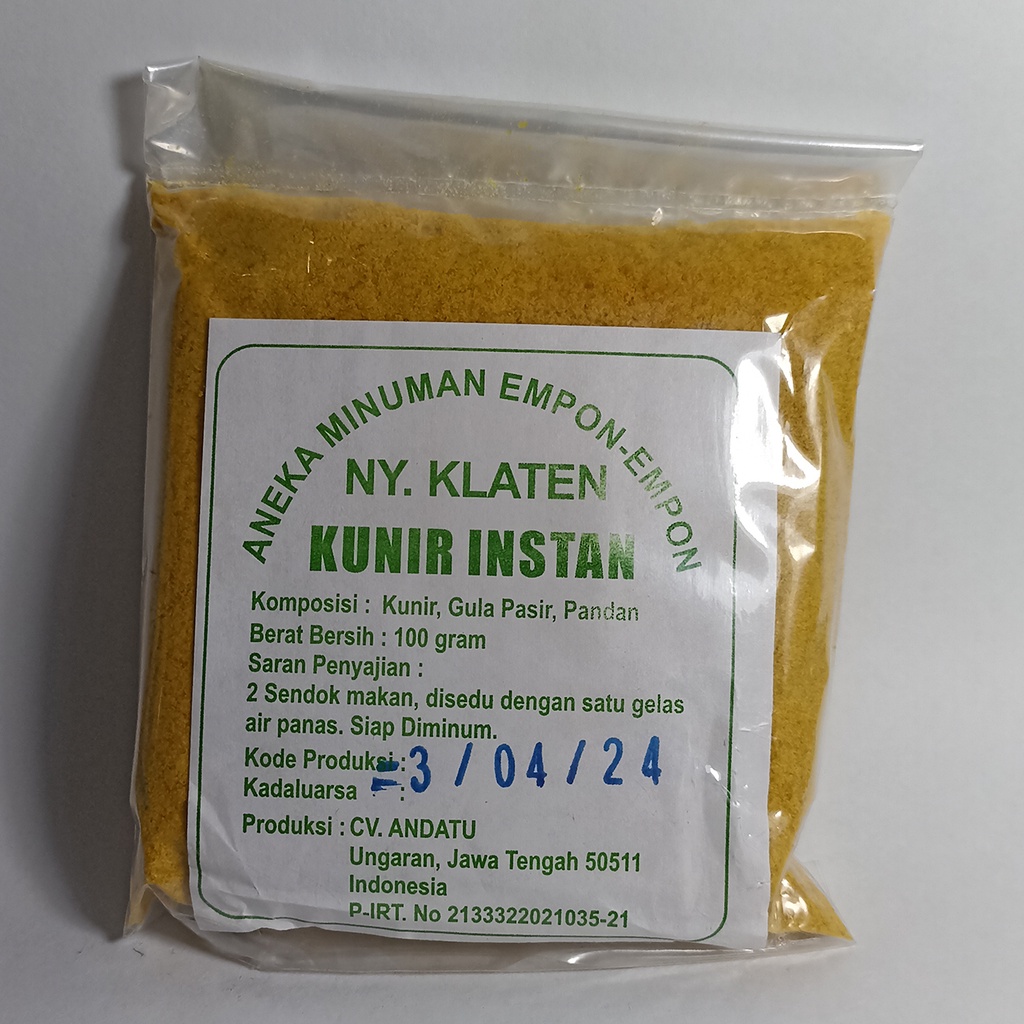 ANEKA MINUMAN EMPON-EMPON
NY. KLATEN
KUNIR INSTAN
Komposisi : Kunir, Gula Pasir, Pandan
Berat Bersih : 100 gram
Saran Penyajian :
2 Sendok makan, disedu dengan satu gelas
air panas. Siap Diminum.
Kode Produksi :
3/04/24
Kadaluarsa :
Produksi : CV. ANDATU
Ungaran, Jawa Tengah 50511
Indonesia
P-IRT. No 2133322021035-21